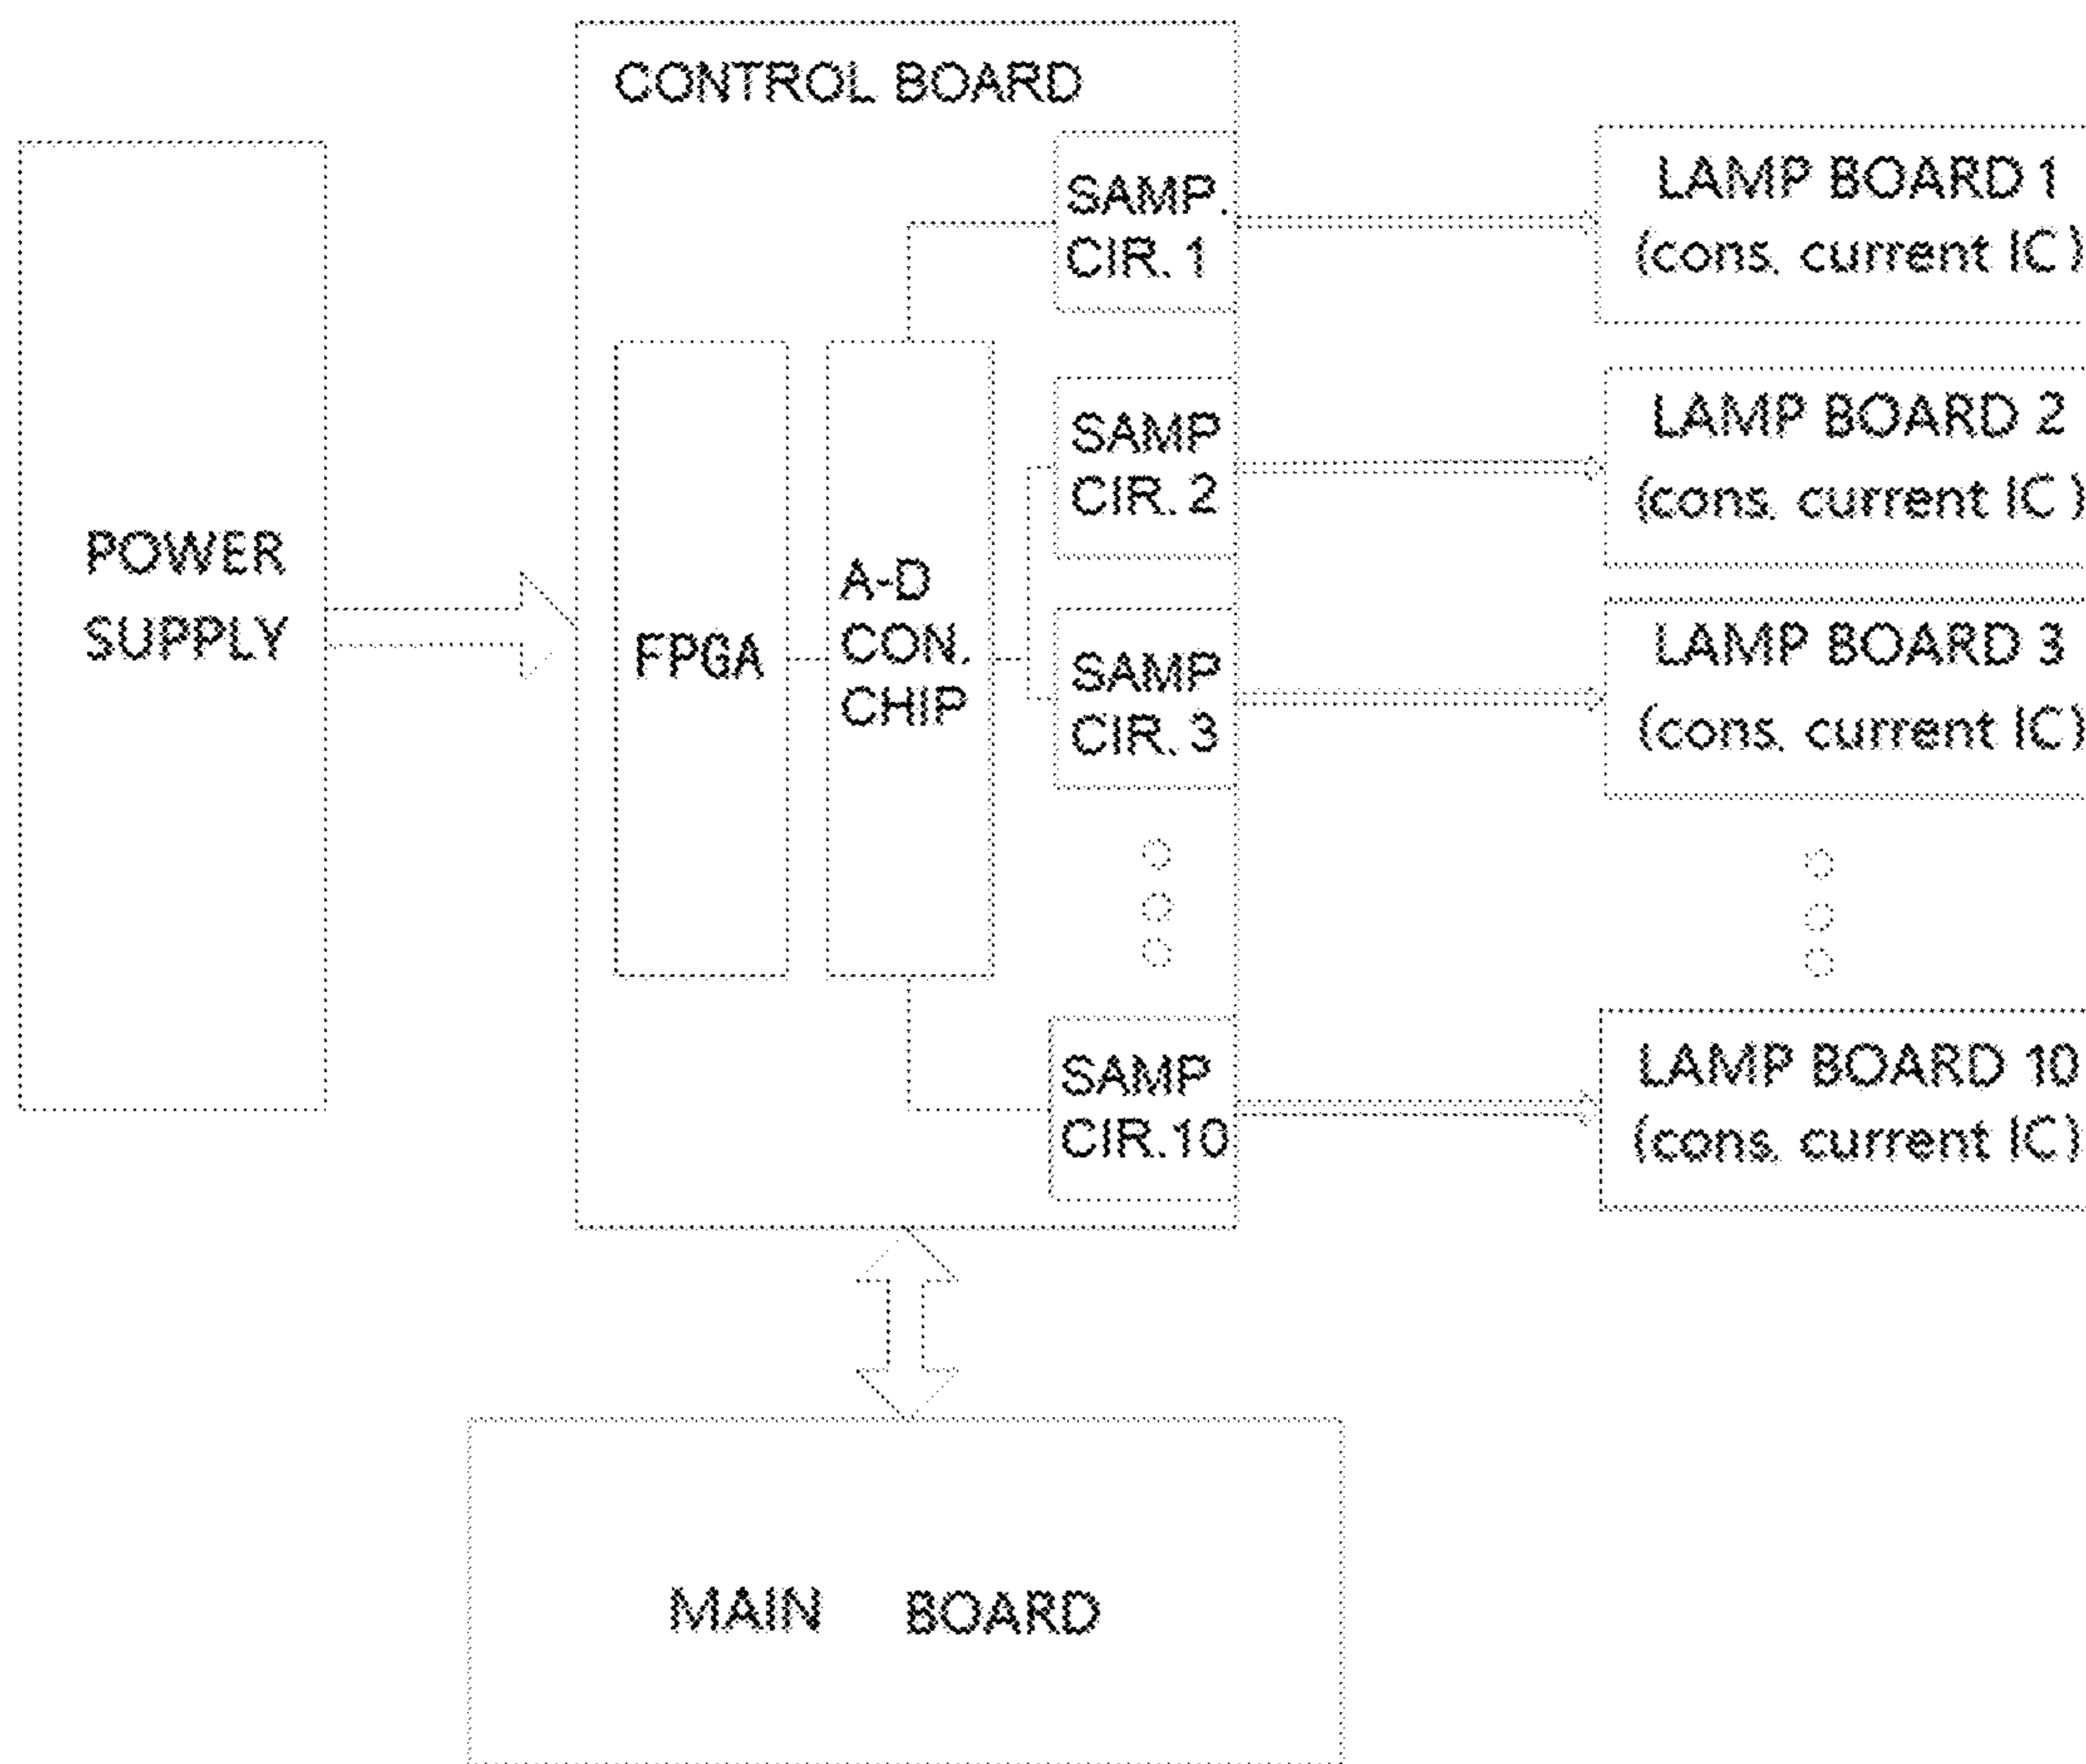 CONTROL BOARD
POWER
SUPPLY
FPGA
A-D
CON.
CHIP
SAMP.
CIR. 1
SAMP
CIR. 2
SAMP
CIR. 3
SAMP
CIR.10
LAMP BOARD 1
(cons. current IC )
LAMP BOARD 2
(cons. current IC )
LAMP BOARD 3
(cons. current IC)
LAMP BOARD 10
(cons. current IC)
MAIN BOARD